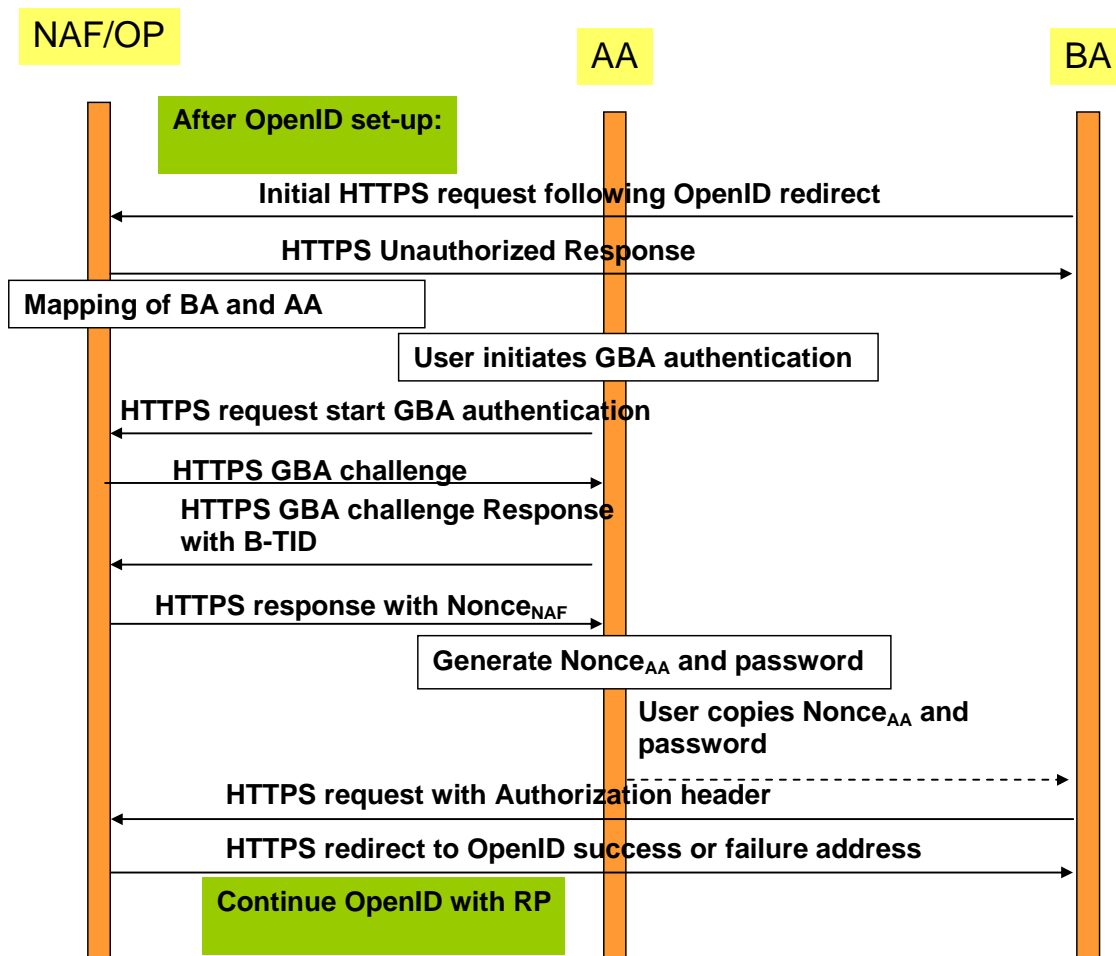 NAF/OP
AA
BA
After OpenID set-up:
Initial HTTPS request following OpenID redirect
HTTPS Unauthorized Response
Mapping of BA and AA
User initiates GBA authentication
HTTPS request start GBA authentication
HTTPS GBA challenge
HTTPS GBA challenge Response
with B-TID
HTTPS response with NonceNAF
Generate NonceAA and password
User copies NonceAA and
password
HTTPS request with Authorization header
HTTPS redirect to OpenID success or failure address
Continue OpenID with RP